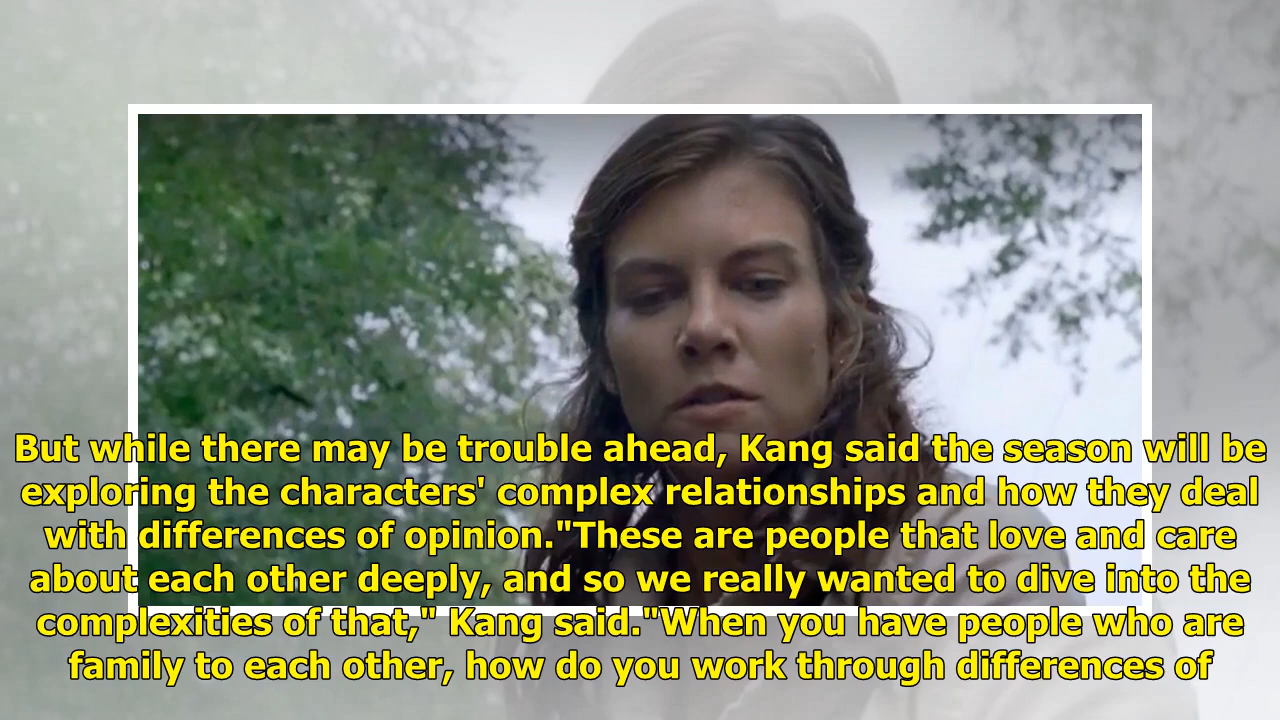 But while there may be trouble ahead, Kang said the season will be
exploring the characters' complex relationships and how they deal
with differences of opinion."These are people that love and care
about each other deeply, and so we really wanted to dive into the
complexities of that," Kang said."When you have people who are
family to each other, how do you work through differences of